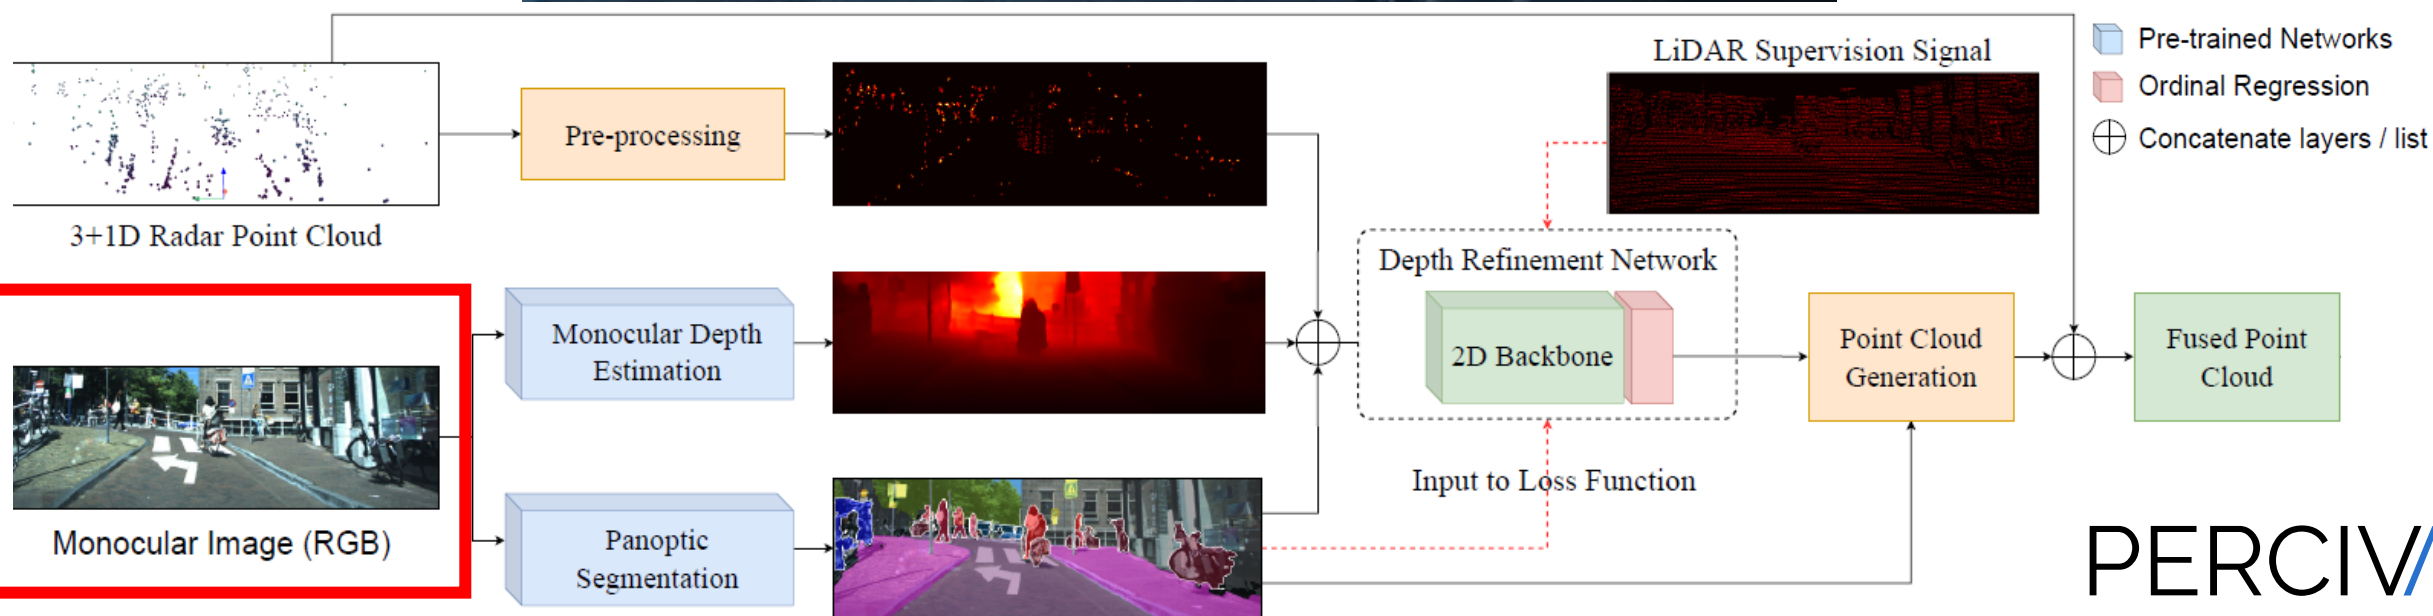 LiDAR Supervision Signal
Pre-trained Networks
Ordinal Regression
Concatenate layers / list
Pre-processing
3+1D Radar Point Cloud
Depth Refinement Network
Monocular Depth
Estimation
2D Backbone
Point Cloud
Generation
Fused Point
Cloud
Input to Loss Function
Monocular Image (RGB)
Panoptic
Segmentation
PERCIV